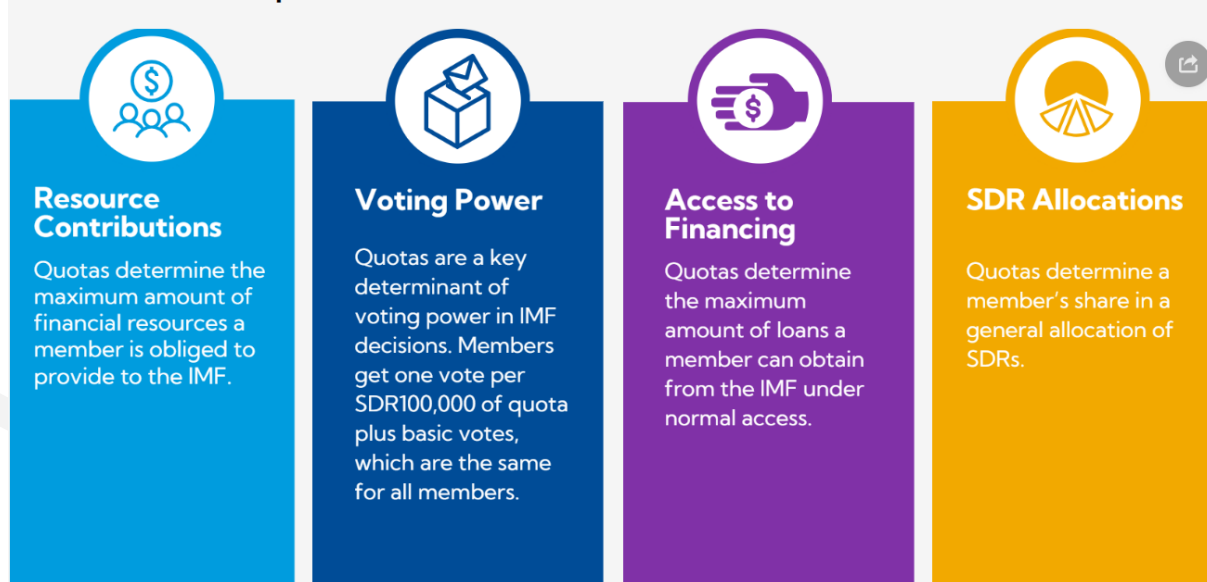 Resource
Contributions
Quotas determine the
maximum amount of
financial resources a
member is obliged to
provide to the IMF.
Voting Power
Quotas are a key
determinant of
voting power in IMF
decisions. Members
get one vote per
SDR100,000 of quota
plus basic votes,
which are the same
for all members.
Access to
Financing
Quotas determine
the maximum
amount of loans a
member can obtain
from the IMF under
normal access.
SDR Allocations
Quotas determine a
member’s share in a
general allocation of
SDRs.